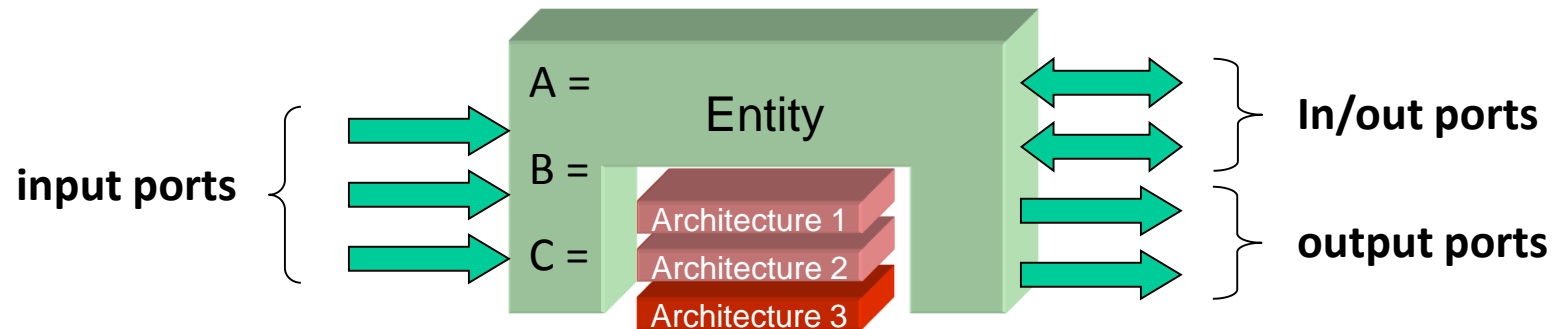 input ports
A =
B =
C =
Entity
Architecture 1
Architecture 2
Architecture 3
In/out ports
output ports